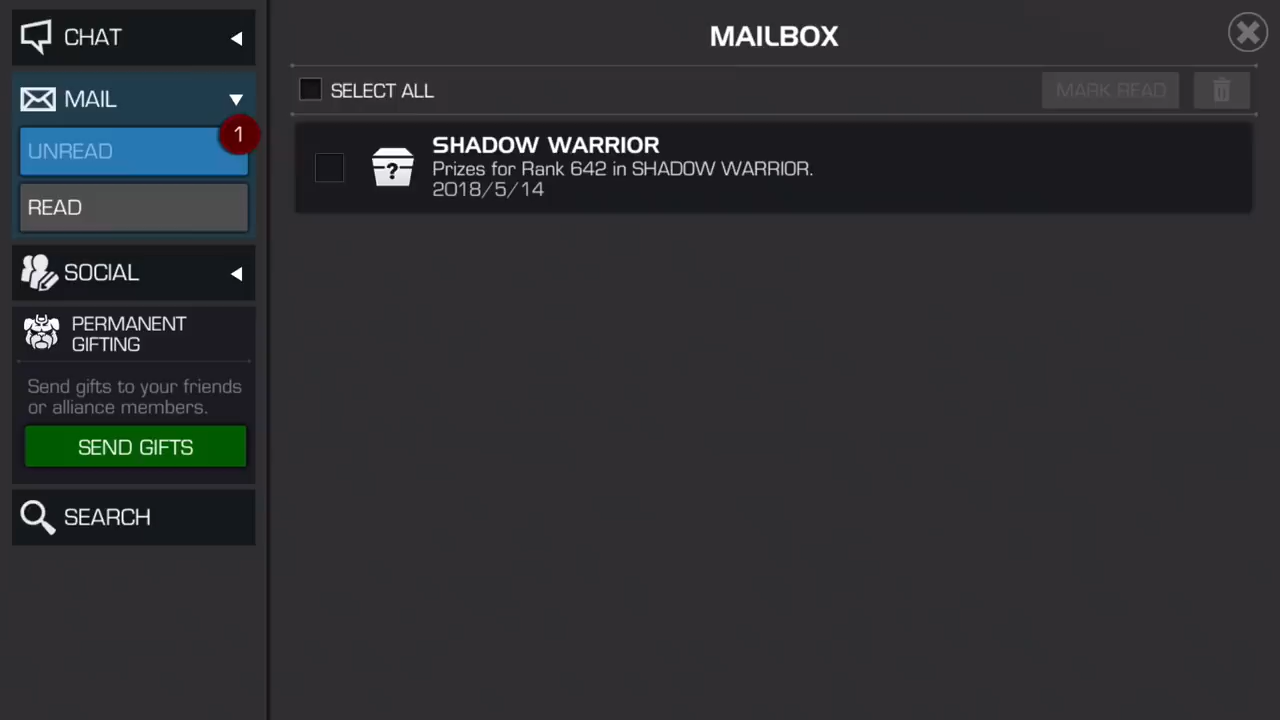 CHAT
MAIL
1
UNREAD
READ
SOCIAL
PERMANENT
GIFTING
Send gifts to your friends
or alliance members.
SEND GIFTS
SEARCH
MAILBOX
SELECT ALL
MARK READ
?
SHADOW WARRIOR
Prizes for Rank 642 in SHADOW WARRIOR.
2018/5/14